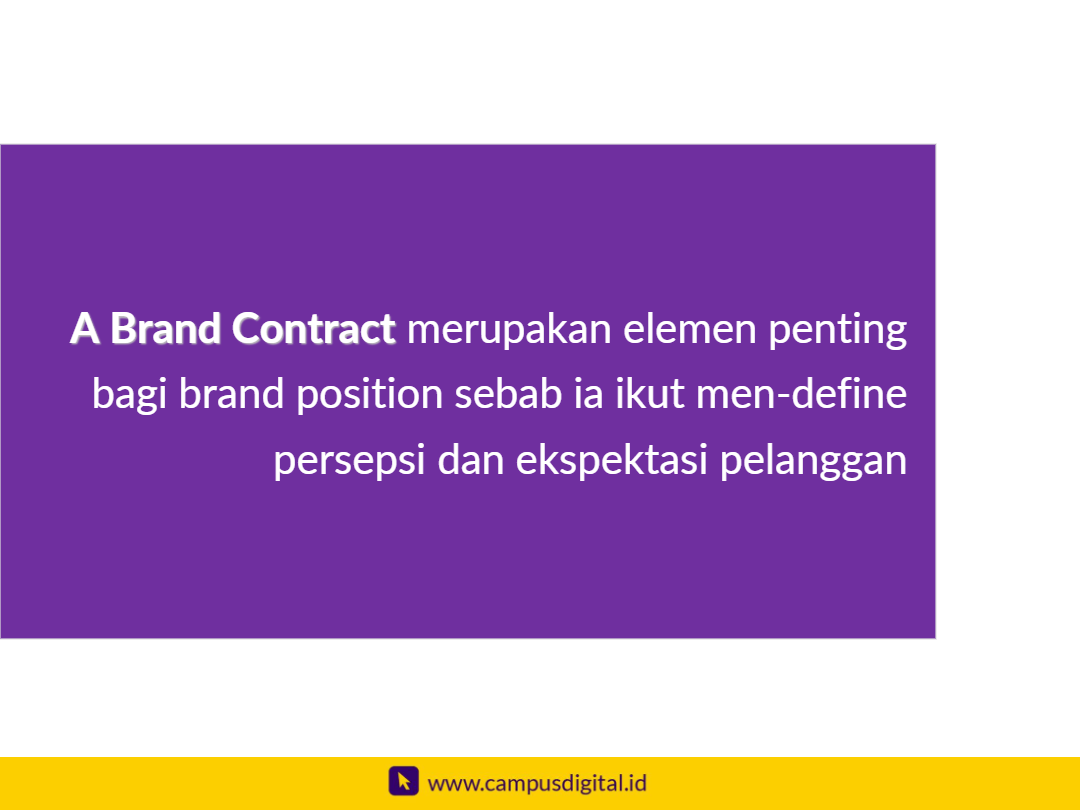 A Brand Contract merupakan elemen penting
bagi brand position sebab ia ikut men-define
persepsi dan ekspektasi pelanggan
www.campusdigital.id